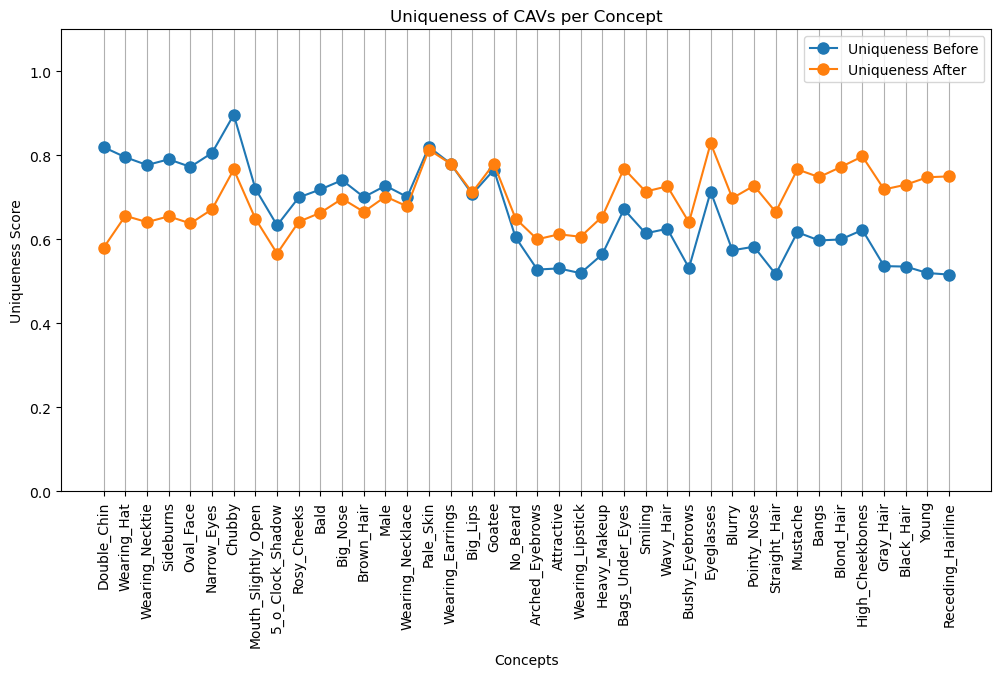 Uniqueness of CAVs per Concept
Uniqueness Before
Uniqueness After
Uniqueness Score
1.0
0.8
0.6
0.4
0.2
0.0
Double_Chin
Wearing_Hat
Wearing_Necktie
Sideburns
Oval_Face
Narrow_Eyes
Chubby
Mouth_Slightly_Open
5_o_Clock_Shadow
Rosy_Cheeks
Bald
Big_Nose
Brown_Hair
Male
Wearing_Necklace
Pale_Skin
Wearing_Earrings
Big_Lips
Goatee
No_Beard
Arched_Eyebrows
Attractive
Wearing_Lipstick
Heavy_Makeup
Bags_Under_Eyes
Smiling
Wavy_Hair
Bushy_Eyebrows
Eyeglasses
Blurry
Pointy_Nose
Straight_Hair
Mustache
Bangs
Blond_Hair
High_Cheekbones
Gray_Hair
Black_Hair
Young
Receding_Hairline
Concepts